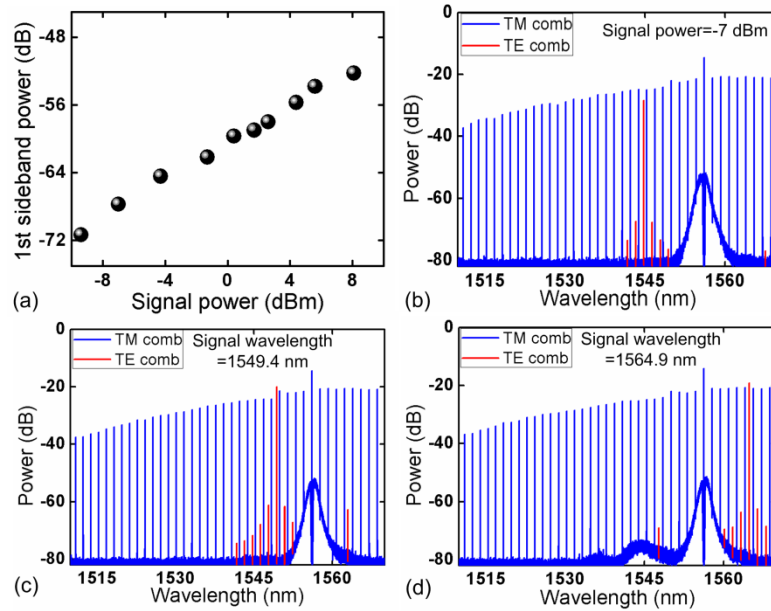 1st sideband power (dB)
-48
-56
-64
-72
-8
-4
0
4
8
Signal power (dBm)
(a)
Power (dB)
0
-20
-40
-60
-80
TM comb
TE comb
Signal power=-7 dBm
1515
1530
1545
1560
Wavelength (nm)
(b)
Power (dB)
0
-20
-40
-60
-80
TM comb
TE comb
Signal wavelength
=1549.4 nm
1515
1530
1545
1560
Wavelength (nm)
(c)
Power (dB)
0
-20
-40
-60
-80
TM comb
TE comb
Signal wavelength
=1564.9 nm
1515
1530
1545
1560
Wavelength (nm)
(d)